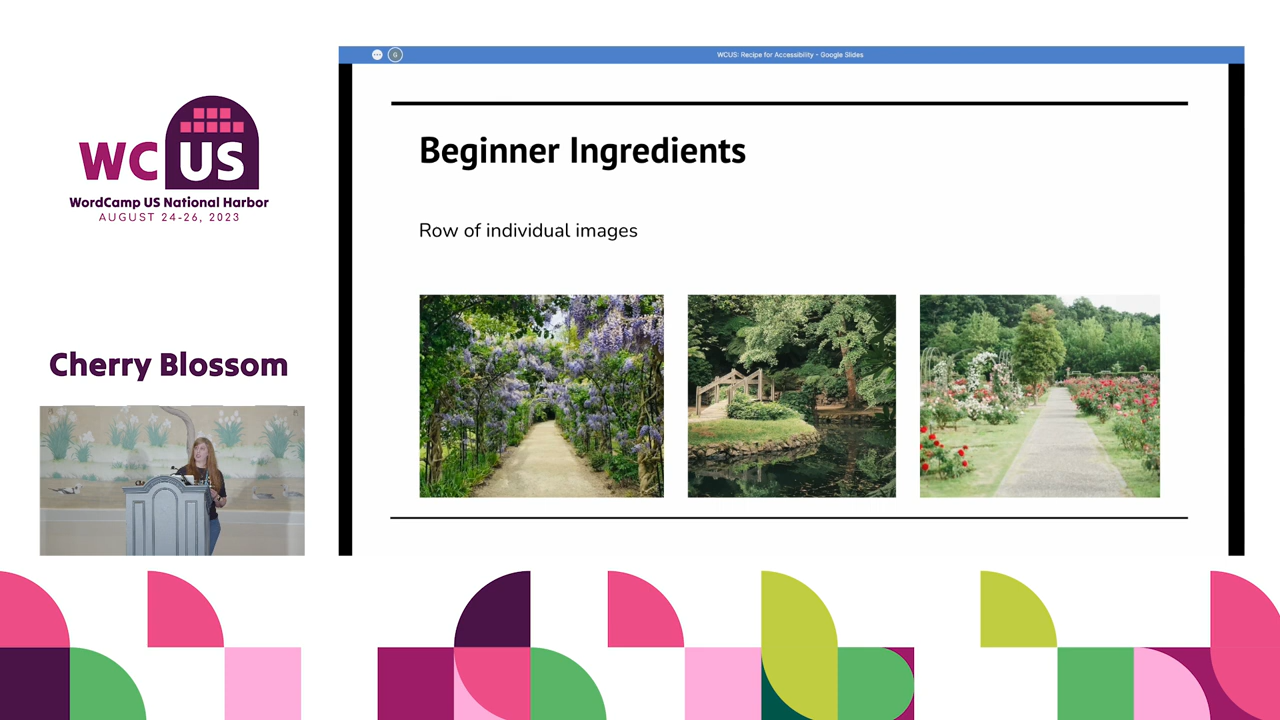 WCUS: Recipe for Accessibility - Google Slides
G
WC US
WordCamp US National Harbor
AUGUST 24-26, 2023
Beginner Ingredients
Row of individual images
Cherry Blossom